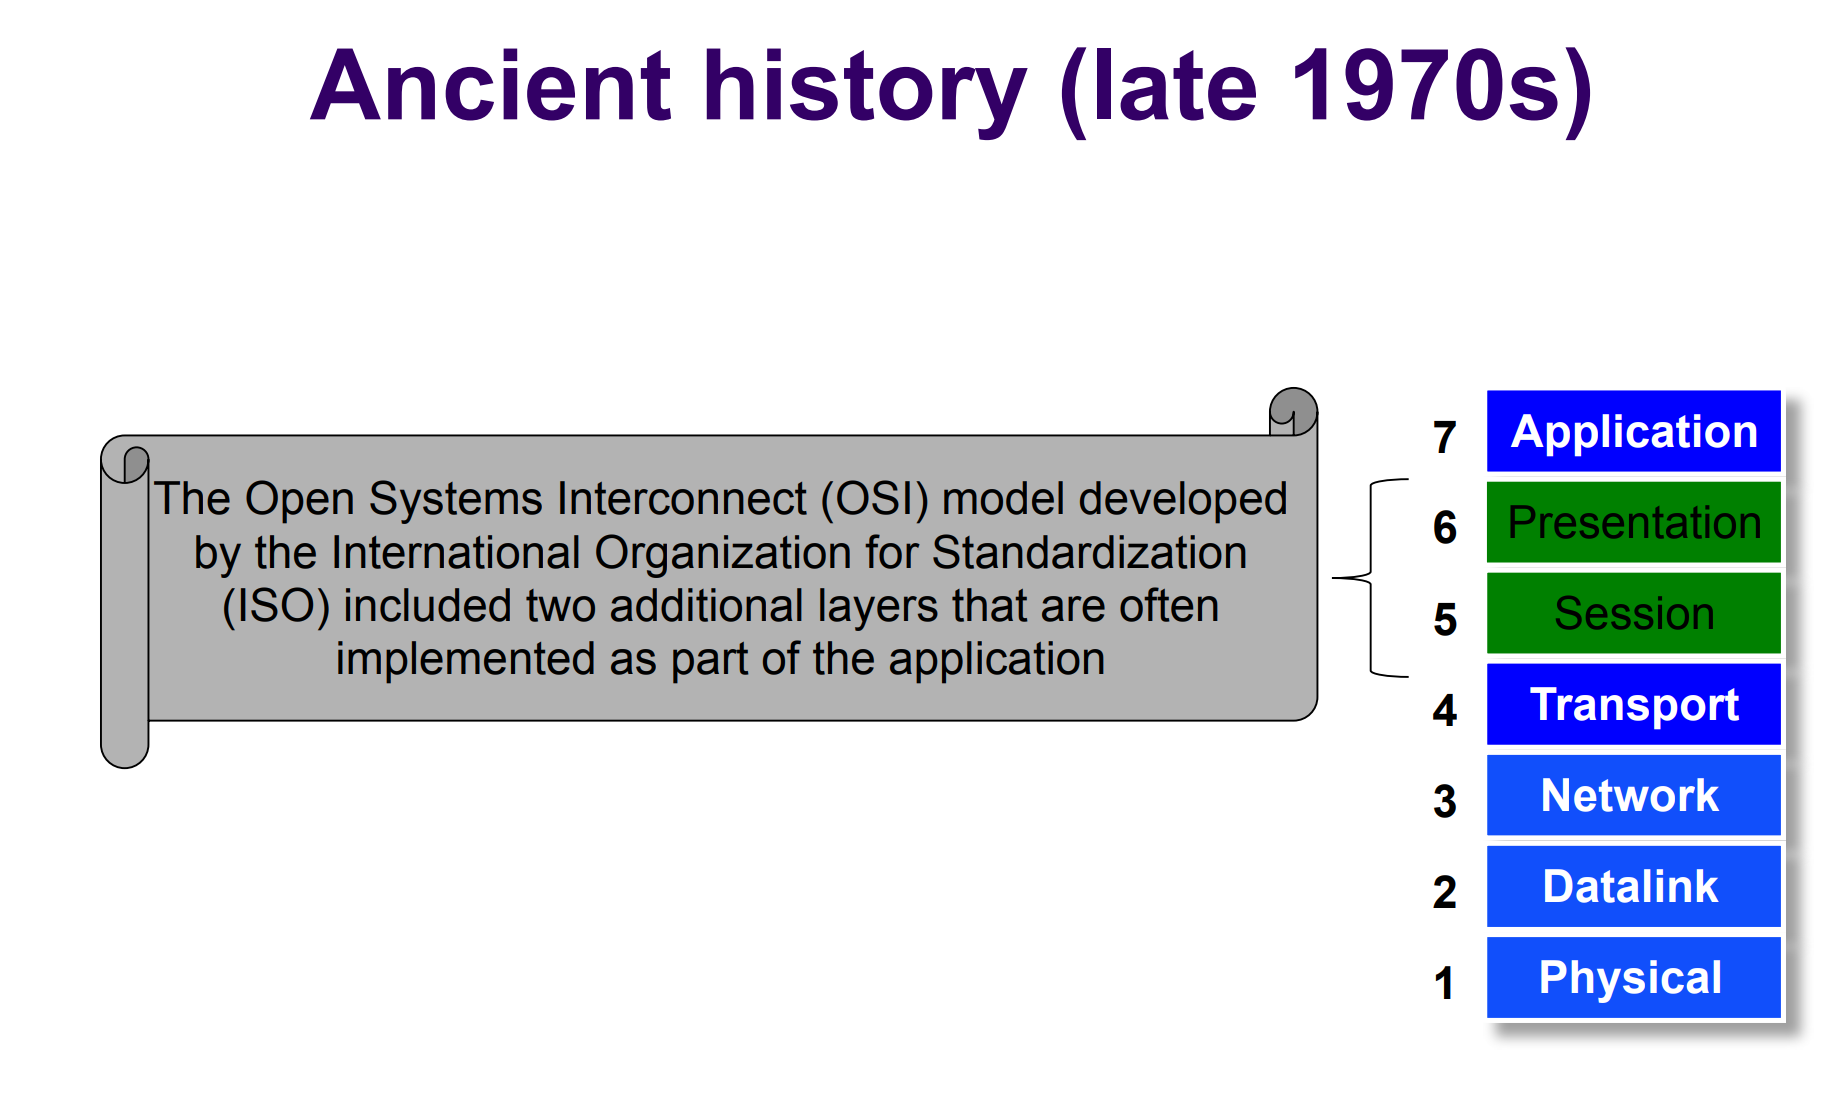 Ancient history (late 1970s)
The Open Systems Interconnect (OSI) model developed
by the International Organization for Standardization
(ISO) included two additional layers that are often
implemented as part of the application
7 Application
6 Presentation
5 Session
4 Transport
3 Network
2 Datalink
1 Physical